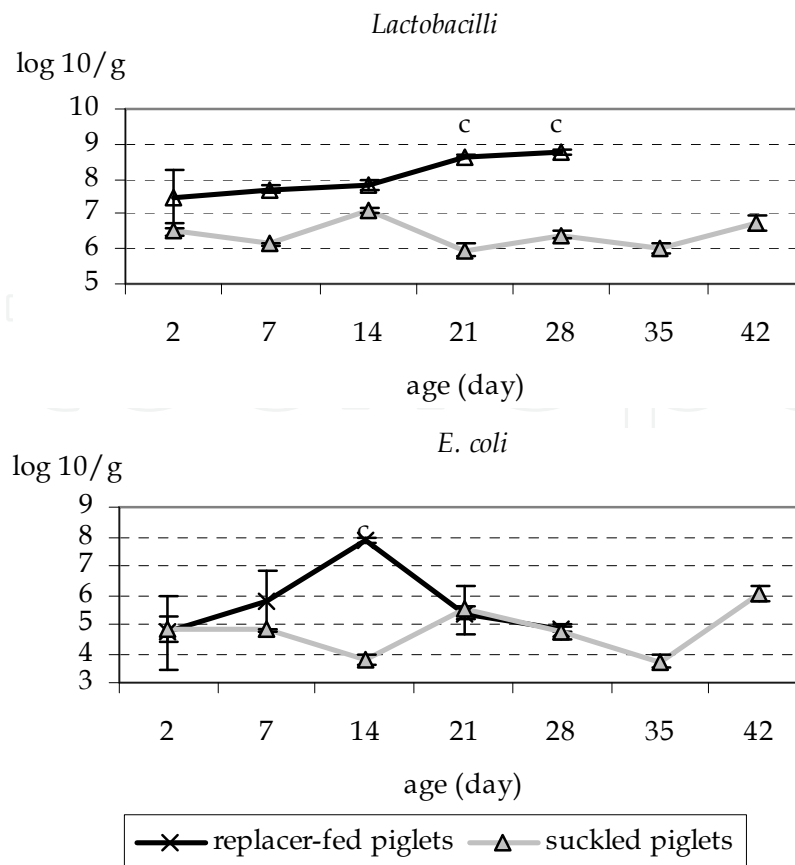 Lactobacilli
log 10/g
10
c c
9
8
7
6
5
2 7 14 21 28 35 42
age (day)
E. coli
log 10/g
9
8
c
7
6
5
4
3
2 7 14 21 28 35 42
age (day)
replacer-fed piglets suckled piglets